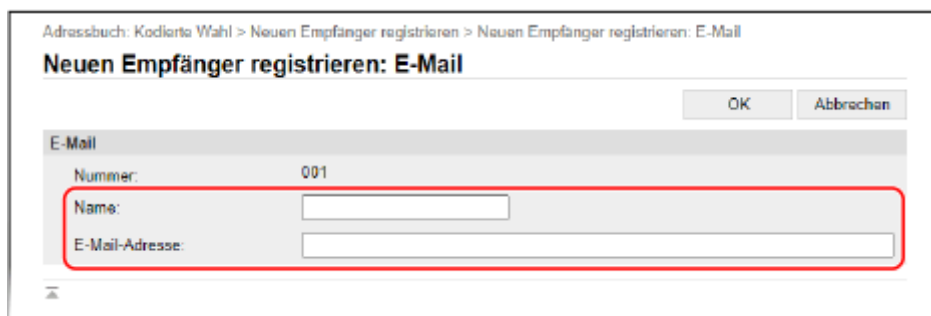 Adressbuch: Kodierte Wahl > Neuen Empfänger registrieren > Neuen Empfänger registrieren: E-Mail
Neuen Empfänger registrieren: E-Mail
OK Abbrechen
E-Mail
Nummer: 001
Name:
E-Mail-Adresse: